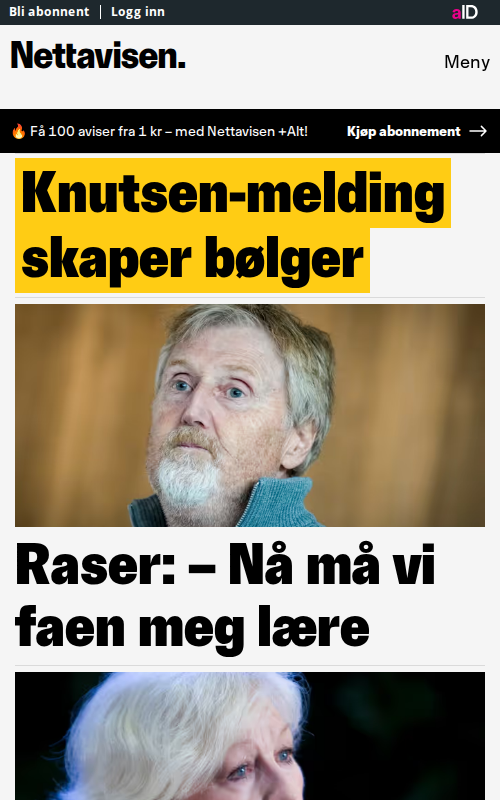 Bli abonnent | Logg inn
aID
Nettavisen.
Meny
🔥 Få 100 aviser fra 1 kr – med Nettavisen +Alt!
Kjøp abonnement →
Knutsen-melding
skaper bølger
Raser: – Nå må vi
faen meg lære